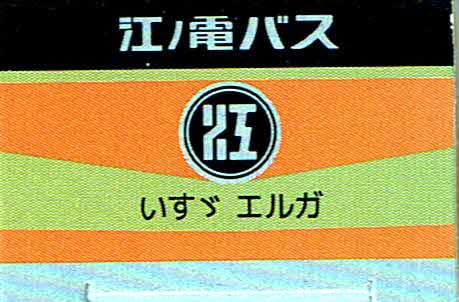 江ノ電バス
江
いすゞ エルガ